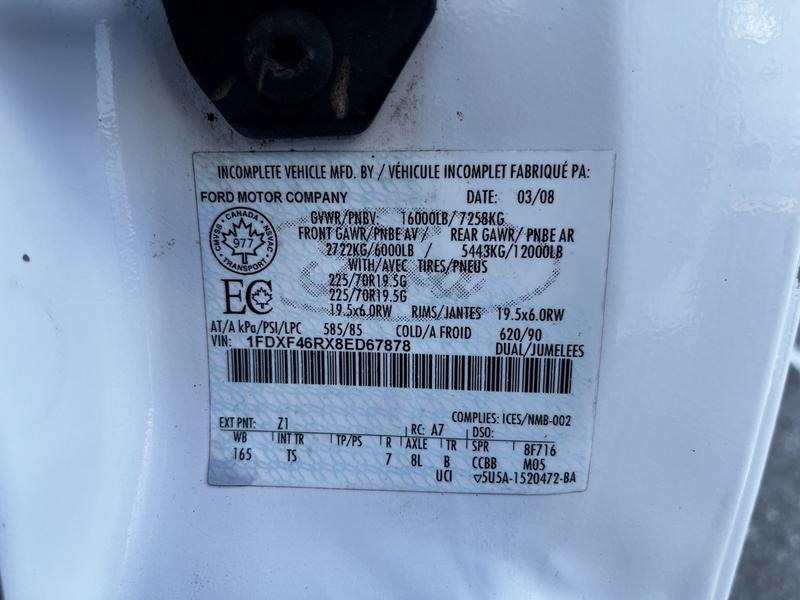 INCOMPLETE VEHICLE MFD. BY / VÉHICULE INCOMPLET FABRIQUÉ PA:
FORD MOTOR COMPANY DATE: 03/08
GVWR/PNBV: 16000LB/ 7258KG
FRONT GAWR/PNBE AV / REAR GAWR/ PNBE AR
2722KG/6000LB / 5443KG/12000LB
WITH/AVEC TIRES/PNEUS
225/70R19.5G
225/70R19.5G
19.5x6.0RW RIMS/JANTES 19.5x6.0RW
CANADA
CMVSS NSVAC
977
TRANSPORT
EC
AT/A kPa/PSI/LPC 585/85 COLD/A FROID 620/90
VIN: 1FDXF46RX8ED67878 DUAL/JUMELEES
COMPLIES: ICES/NMB-002
EXT PNT: Z1 RC: A7 DSO:
WB INT TR TP/PS R AXLE TR SPR 8F716
165 TS 7 8L B CCBB M05
UCI ▽5U5A-1520472-BA